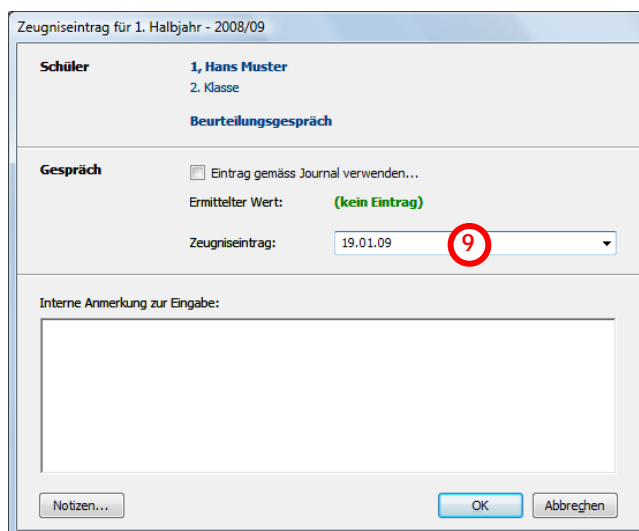 Zeugniseintrag für 1. Halbjahr - 2008/09
Schüler 1, Hans Muster
2. Klasse
Beurteilungsgespräch
Gespräch Eintrag gemäss Journal verwenden...
Ermittelter Wert: (kein Eintrag)
Zeugniseintrag: 19.01.09 9
Interne Anmerkung zur Eingabe:
Notizen... OK Abbrechen